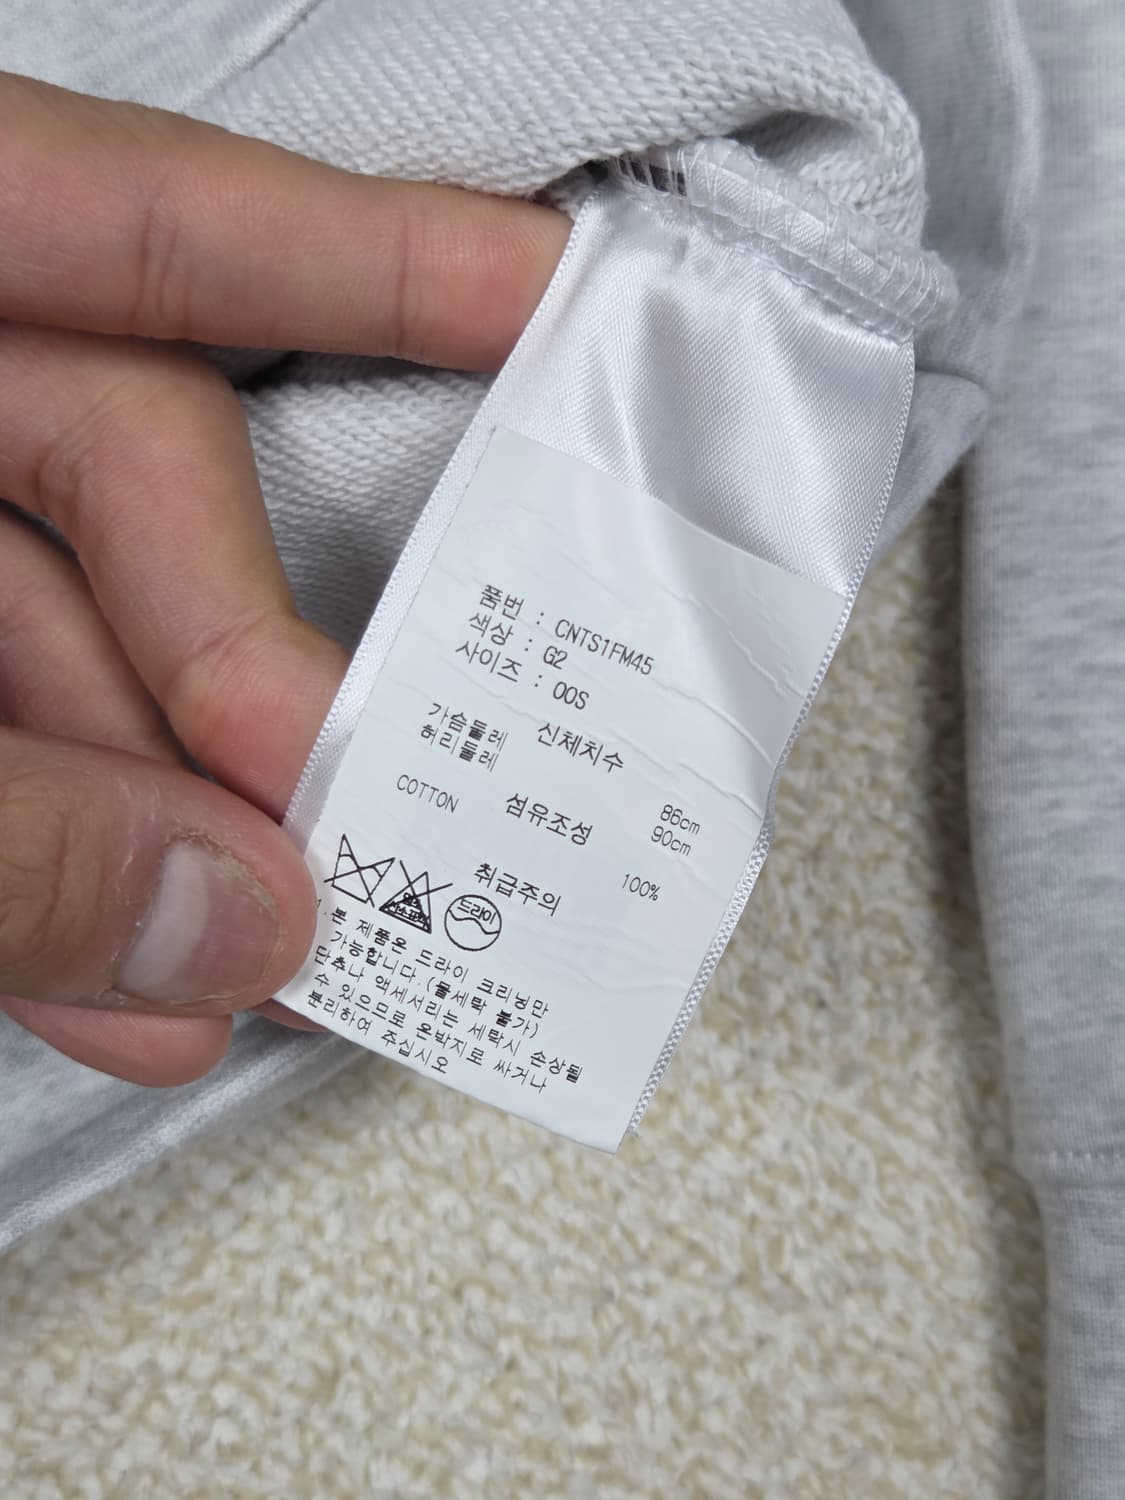 품번 : CNTS1FM45
색상 : G2
사이즈 : 00S
신체치수
가슴둘레 86cm
허리둘레 90cm
섬유조성
COTTON 100%
취급주의
드라이
1.본 제품은 드라이 크리닝만
가능합니다.(물세탁 불가)
단추나 액세서리는 세탁시 손상될
수 있으므로 은박지로 싸거나
분리하여 주십시오